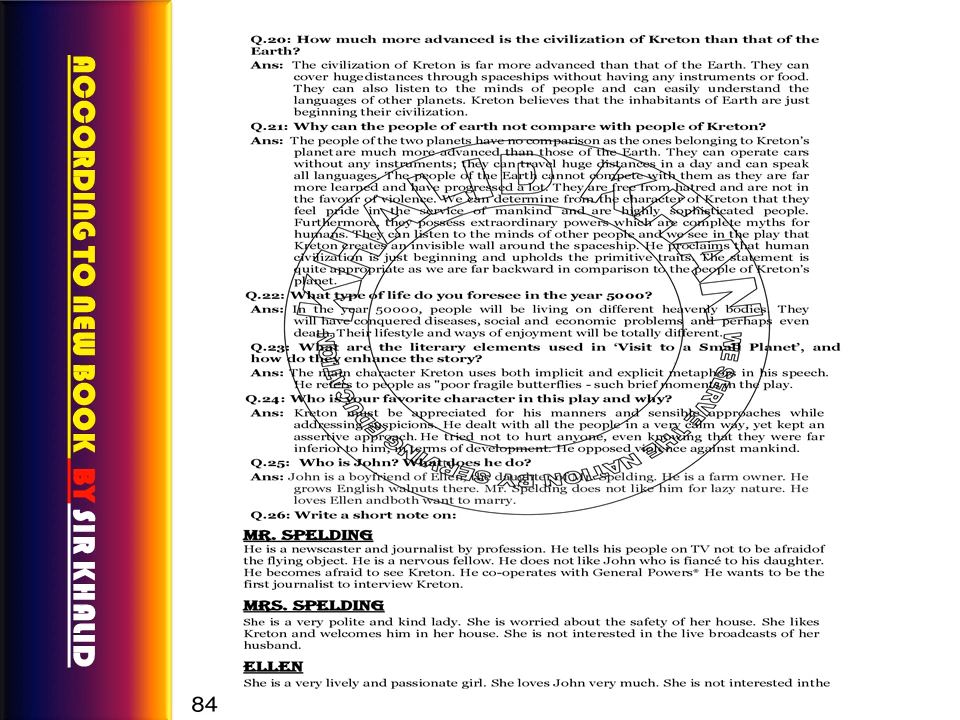 ACCORDING TO NEW BOOK BY SIR KHALID
Q.20: How much more advanced is the civilization of Kreton than that of the
Earth?
Ans: The civilization of Kreton is far more advanced than that of the Earth. They can
cover hugedistances through spaceships without having any instruments or food.
They can also listen to the minds of people and can easily understand the
languages of other planets. Kreton believes that the inhabitants of Earth are just
beginning their civilization.
Q.21: Why can the people of earth not compare with people of Kreton?
Ans: The people of the two planets have no comparison as the ones belonging to Kreton's
planet are much more advanced than those of the Earth. They can operate cars
without any instruments; they can travel huge distances in a day and can speak
all languages. The people of the Earth cannot compete with them as they are far
more learned and have progressed a lot. They are free from hatred and are not in
the favour of violence. We can determine from the character of Kreton that they
feel pride in the service of mankind and are highly sophisticated people.
Furthermore, they possess extraordinary powers which are complete myths for
humans. They can listen to the minds of other people and we see in the play that
Kreton creates an invisible wall around the spaceship. He proclaims that human
civilization is just beginning and upholds the primitive traits. The statement is
quite appropriate as we are far backward in comparison to the people of Kreton's
planet.
Q.22: What type of life do you foresee in the year 5000?
Ans: In the year 50000, people will be living on different heavenly bodies. They
will have conquered diseases, social and economic problems and perhaps even
death. Their lifestyle and ways of enjoyment will be totally different.
Q.23: What are the literary elements used in 'Visit to a Small Planet', and
how do they enhance the story?
Ans: The main character Kreton uses both implicit and explicit metaphors in his speech.
He refers to people as "poor fragile butterflies - such brief moments in the play.
Q.24: Who is your favorite character in this play and why?
Ans: Kreton must be appreciated for his manners and sensible approaches while
addressing suspicions. He dealt with all the people in a very calm way, yet kept an
assertive approach. He tried not to hurt anyone, even knowing that they were far
inferior to him, in terms of development. He opposed violence against mankind.
Q.25: Who is John? What does he do?
Ans: John is a boyfriend of Ellen, the daughter of Mr. Spelding. He is a farm owner. He
grows English walnuts there. Mr. Spelding does not like him for lazy nature. He
loves Ellen andboth want to marry.
Q.26: Write a short note on:
MR. SPELDING
He is a newscaster and journalist by profession. He tells his people on TV not to be afraidof
the flying object. He is a nervous fellow. He does not like John who is fiancé to his daughter.
He becomes afraid to see Kreton. He co-operates with General Powers* He wants to be the
first journalist to interview Kreton.
MRS. SPELDING
She is a very polite and kind lady. She is worried about the safety of her house. She likes
Kreton and welcomes him in her house. She is not interested in the live broadcasts of her
husband.
ELLEN
She is a very lively and passionate girl. She loves John very much. She is not interested inthe
84
WE SERVE THE NATION BY SERVING EDUCATION